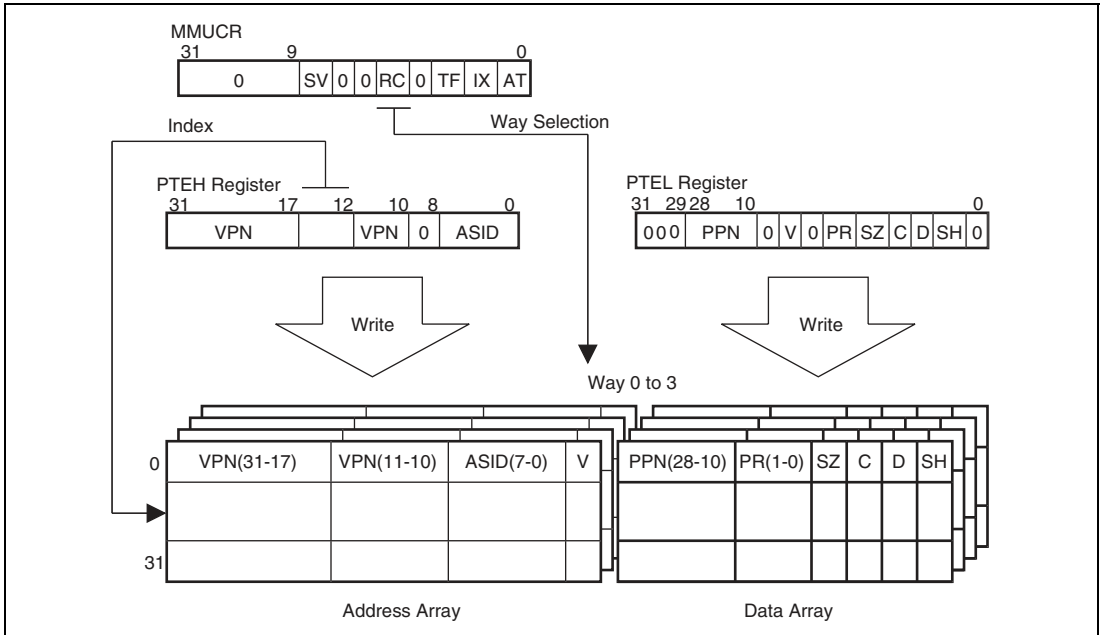 MMUCR
31 9 0
0 SV 0 0 RC 0 TF IX AT
Index
Way Selection
PTEH Register
31 17 12 10 8 0
VPN VPN 0 ASID
PTEL Register
31 29 28 10 0
0 0 0 PPN 0 V 0 PR SZ C D SH 0
Write
Write
Way 0 to 3
0 VPN(31-17) VPN(11-10) ASID(7-0) V
PPN(28-10) PR(1-0) SZ C D SH
31
Address Array
Data Array